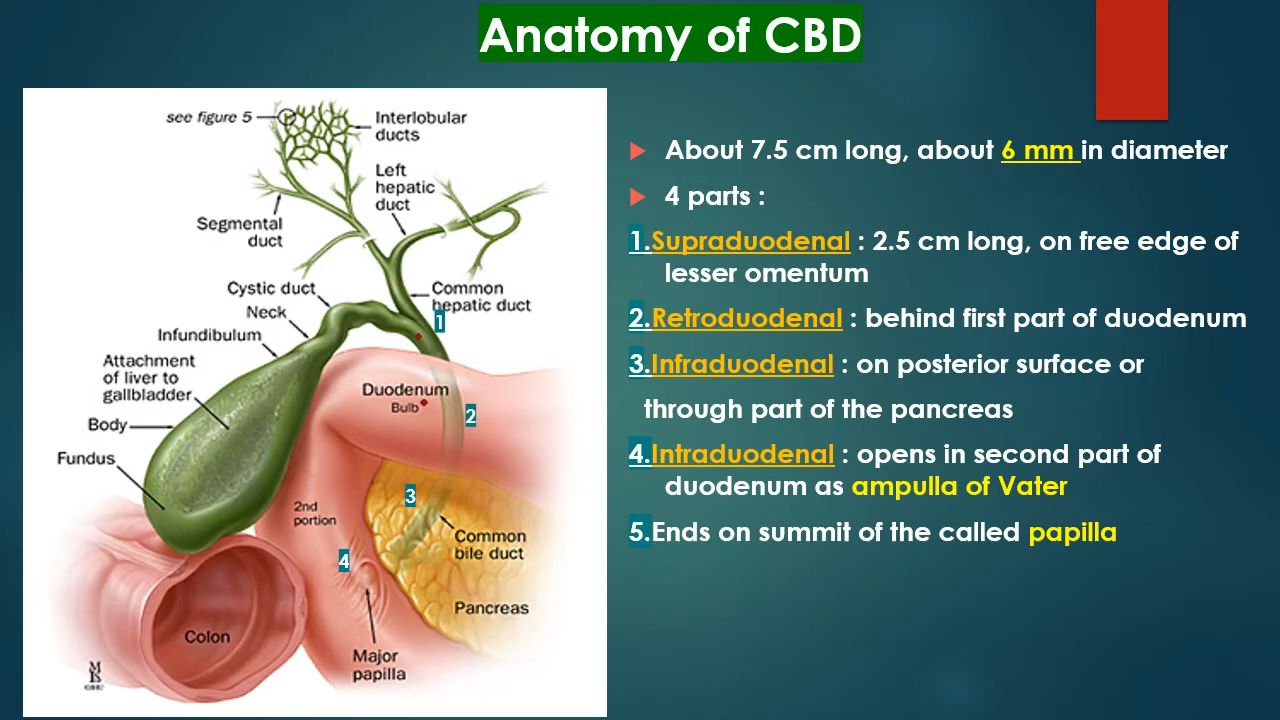 Anatomy of CBD
see figure 5
Interlobular
ducts
Left
hepatic
duct
Segmental
duct
Cystic duct
Common
hepatic duct
Neck
1
Infundibulum
Attachment
of liver to
gallbladder
Duodenum
Bulb
2
Body
Fundus
3
2nd
portion
Common
bile duct
4
Pancreas
Colon
Major
papilla
About 7.5 cm long, about 6 mm in diameter
4 parts :
1.Supraduodenal : 2.5 cm long, on free edge of
lesser omentum
2.Retroduodenal : behind first part of duodenum
3.Infraduodenal : on posterior surface or
through part of the pancreas
4.Intraduodenal : opens in second part of
duodenum as ampulla of Vater
5.Ends on summit of the called papilla